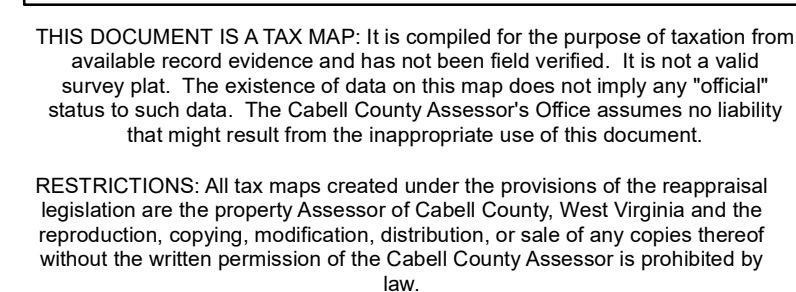 THIS DOCUMENT IS A TAX MAP: It is compiled for the purpose of taxation from
available record evidence and has not been field verified.  It is not a valid
survey plat.  The existence of data on this map does not imply any "official"
status to such data.  The Cabell County Assessor's Office assumes no liability
that might result from the inappropriate use of this document.
RESTRICTIONS: All tax maps created under the provisions of the reappraisal
legislation are the property Assessor of Cabell County, West Virginia and the
reproduction, copying, modification, distribution, or sale of any copies thereof
without the written permission of the Cabell County Assessor is prohibited by
law.